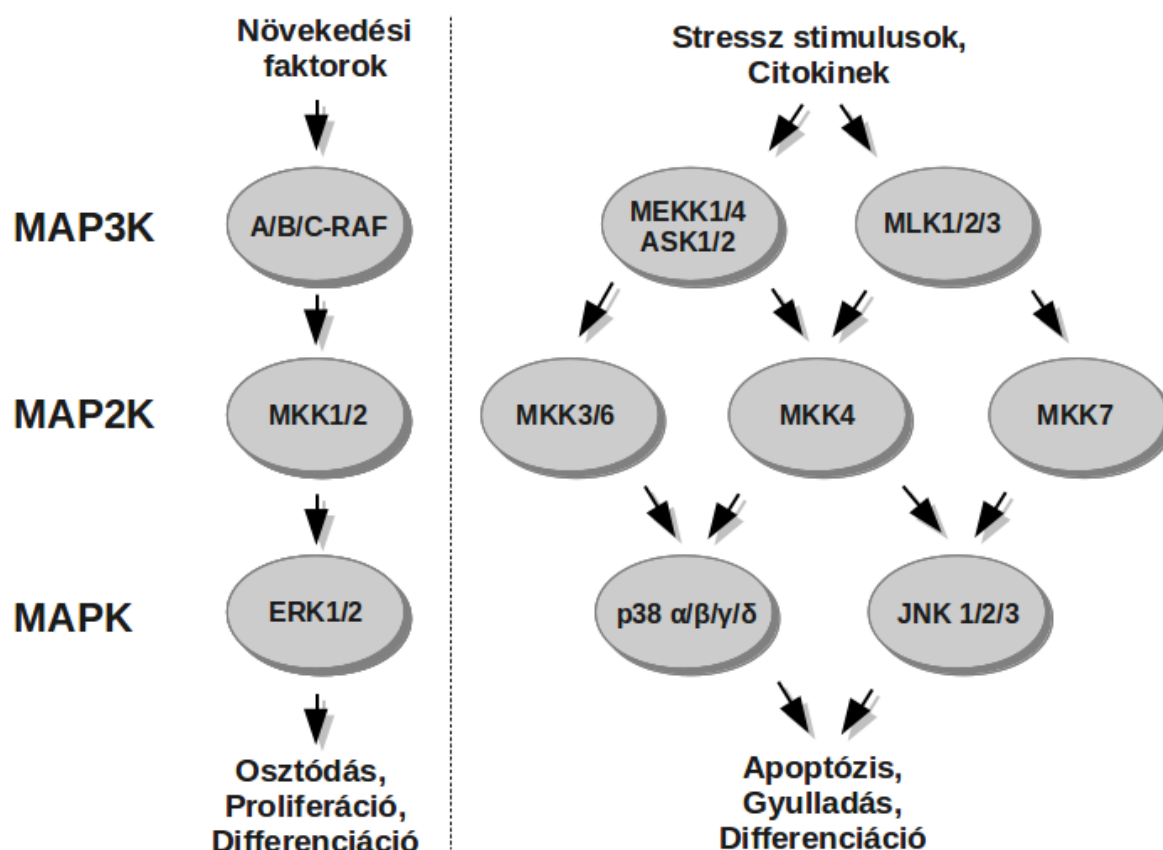 Növekedési
faktorok
Stressz stimulusok,
Citokinek
MAP3K
A/B/C-RAF
MEKK1/4
ASK1/2
MLK1/2/3
MAP2K
MKK1/2
MKK3/6
MKK4
MKK7
MAPK
ERK1/2
p38 α/β/γ/δ
JNK 1/2/3
Osztódás,
Proliferáció,
Differenciáció
Apoptózis,
Gyulladás,
Differenciáció